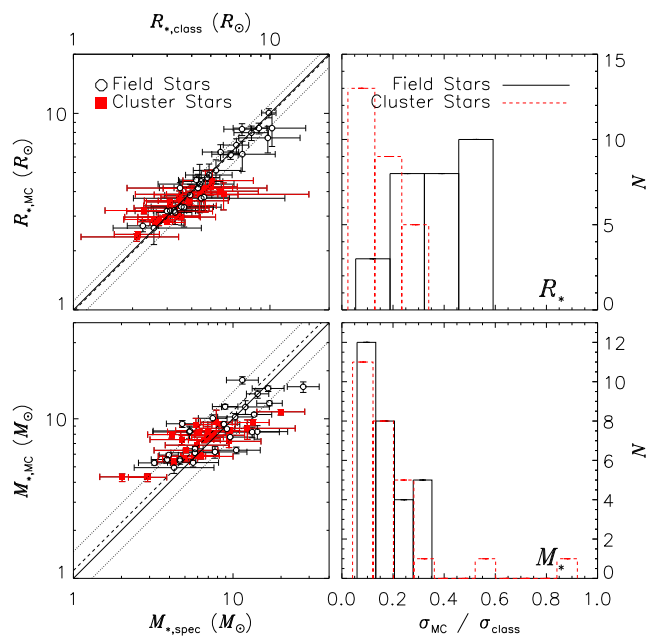 R*,class (R⊙)
1 10
Field Stars
Cluster Stars
10
1
R*,MC (R⊙)
Field Stars
Cluster Stars
15
10
5
0
N
R*
10
1
M*,MC (M⊙)
1 10
M*,spec (M⊙)
12
10
8
6
4
2
0
N
M*
0.0 0.2 0.4 0.6 0.8 1.0
σMC / σclass